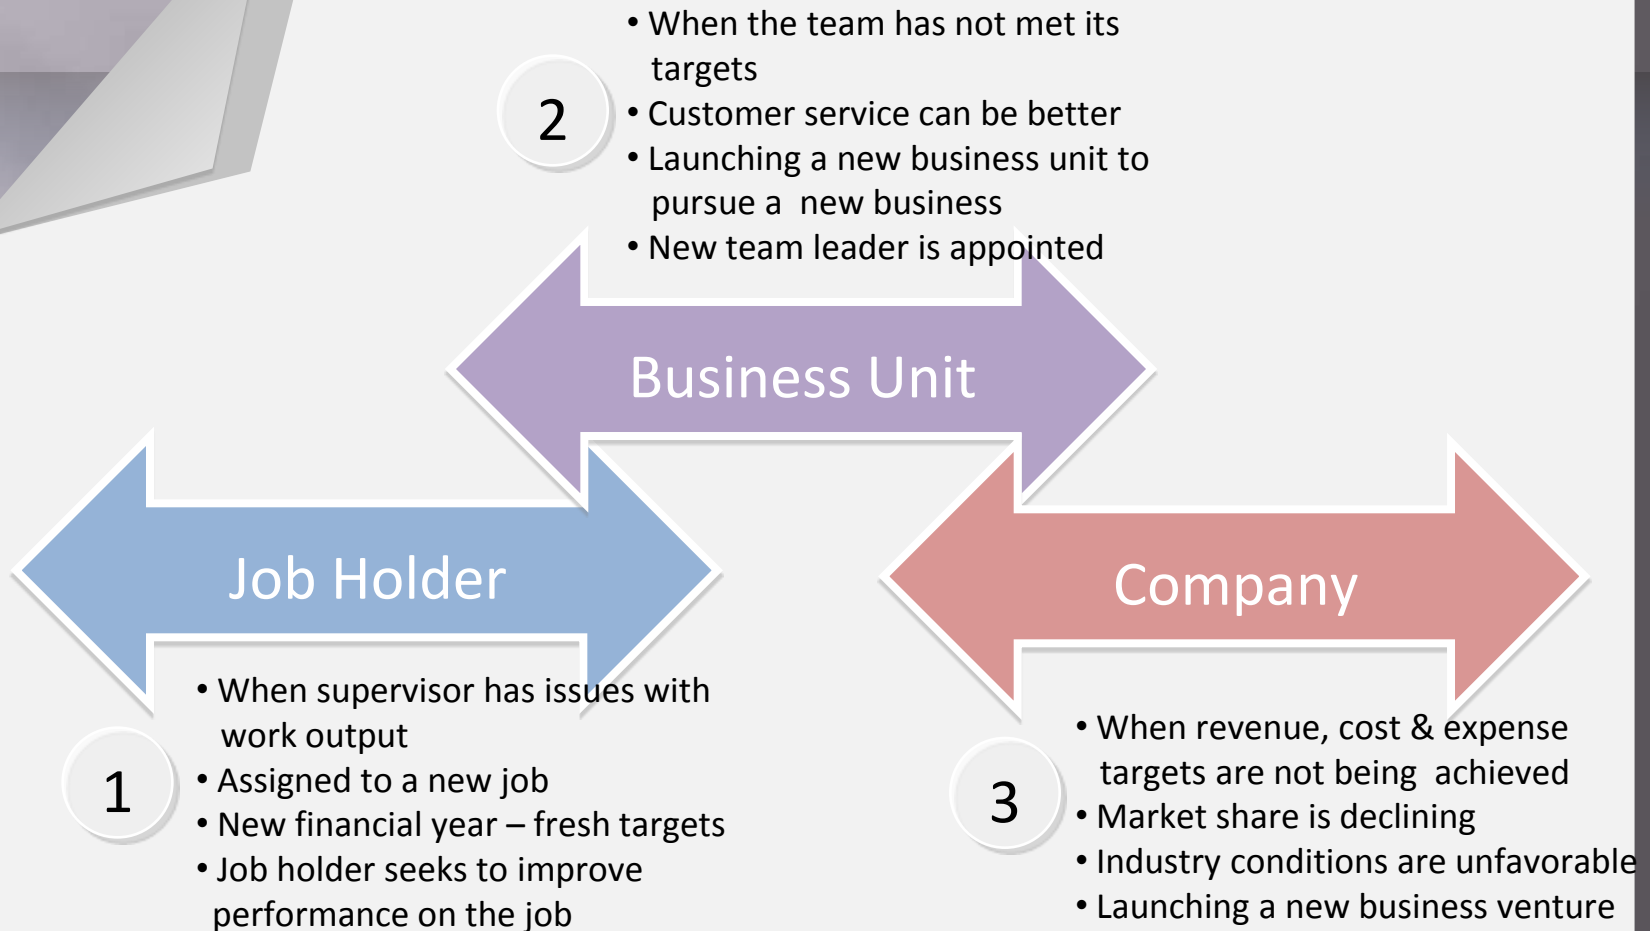 • When the team has not met its
targets
2
• Customer service can be better
• Launching a new business unit to
pursue a  new business
• New team leader is appointed
Business Unit
Job Holder
Company
• When supervisor has issues with
work output
1
• Assigned to a new job
• New financial year – fresh targets
• Job holder seeks to improve
performance on the job
• When revenue, cost & expense
targets are not being  achieved
3
• Market share is declining
• Industry conditions are unfavorable
• Launching a new business venture